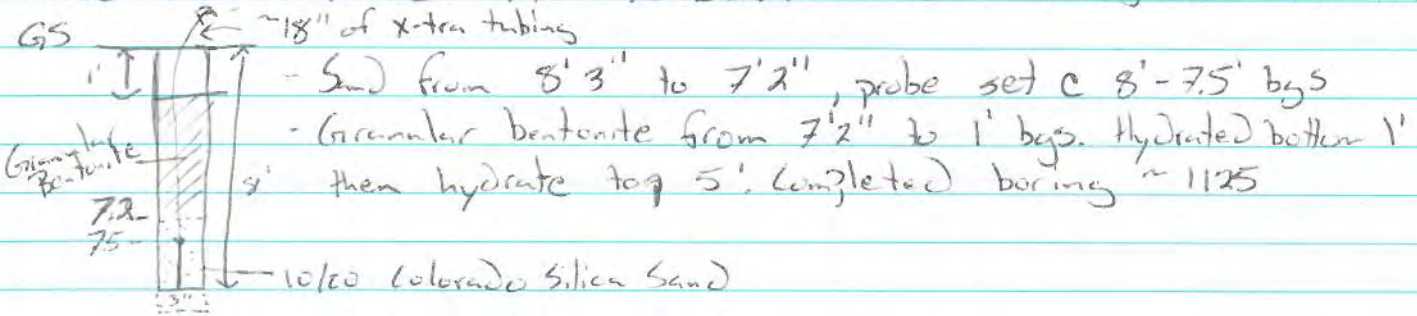 ~18" of x-tra tubing
GS
1'
- Sand from 8'3" to 7'2", probe set @ 8'-7.5' bgs
- Granular bentonite from 7'2" to 1' bgs. Hydrated bottom 1'
Granular
Bentonite
8'
then hydrate top 5'. Completed boring ~ 1125
7.2-
7.5-
10/20 Colorado Silica Sand
3"